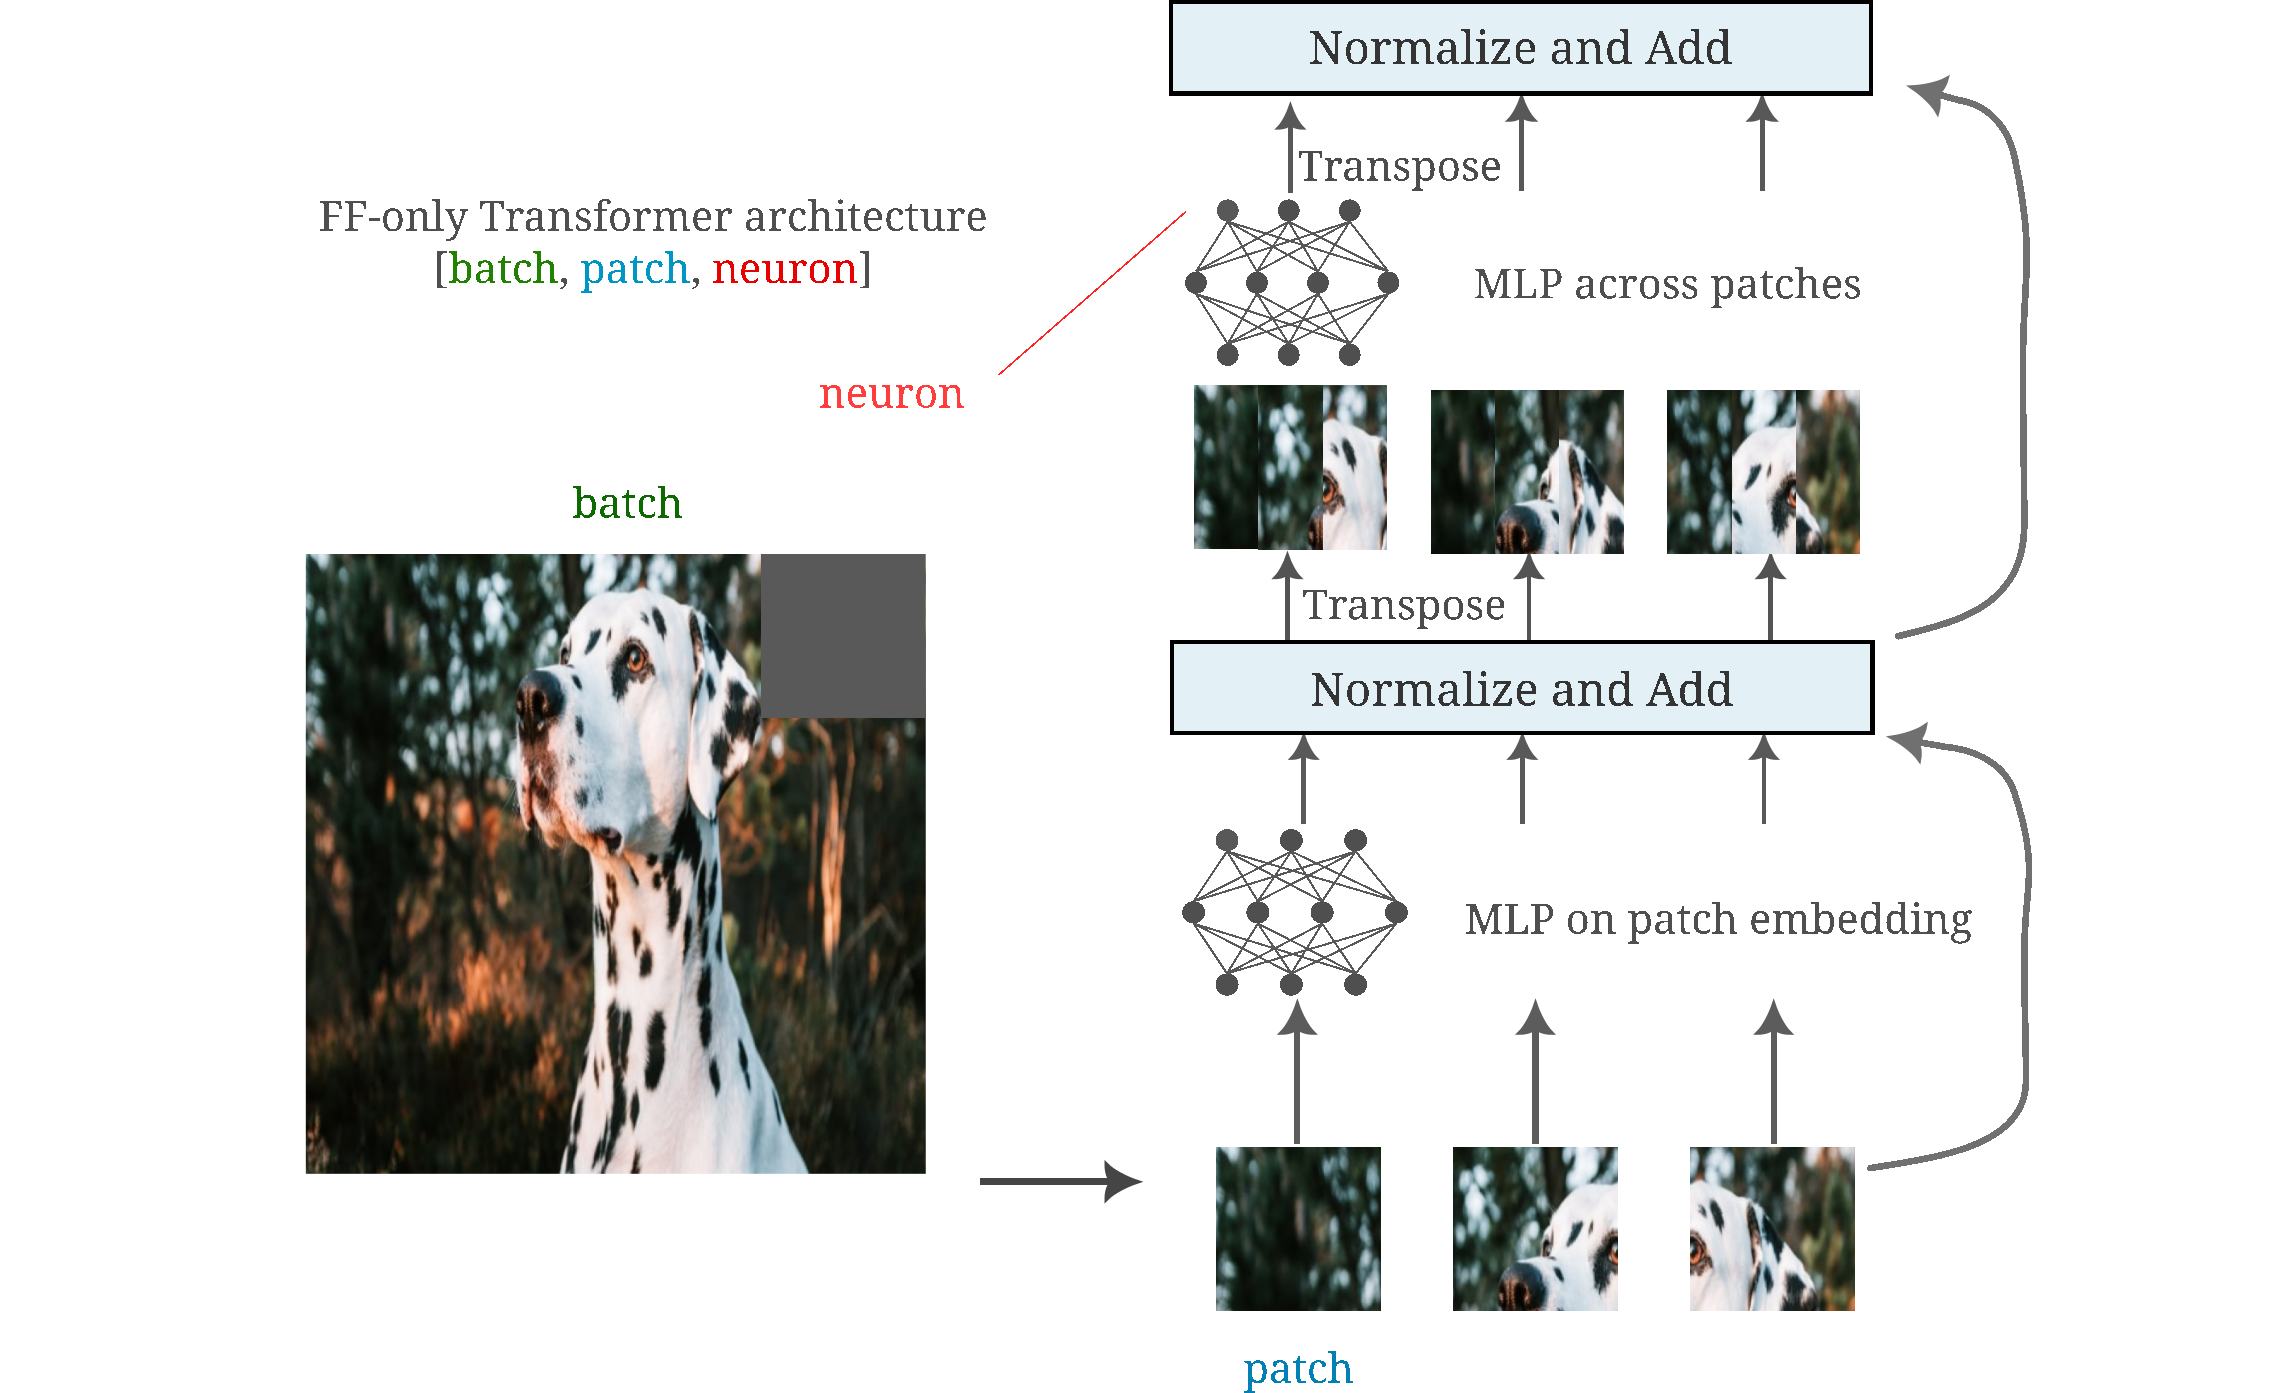 Normalize and Add
Transpose
FF-only Transformer architecture
[batch, patch, neuron]
MLP across patches
neuron
batch
Transpose
Normalize and Add
MLP on patch embedding
patch